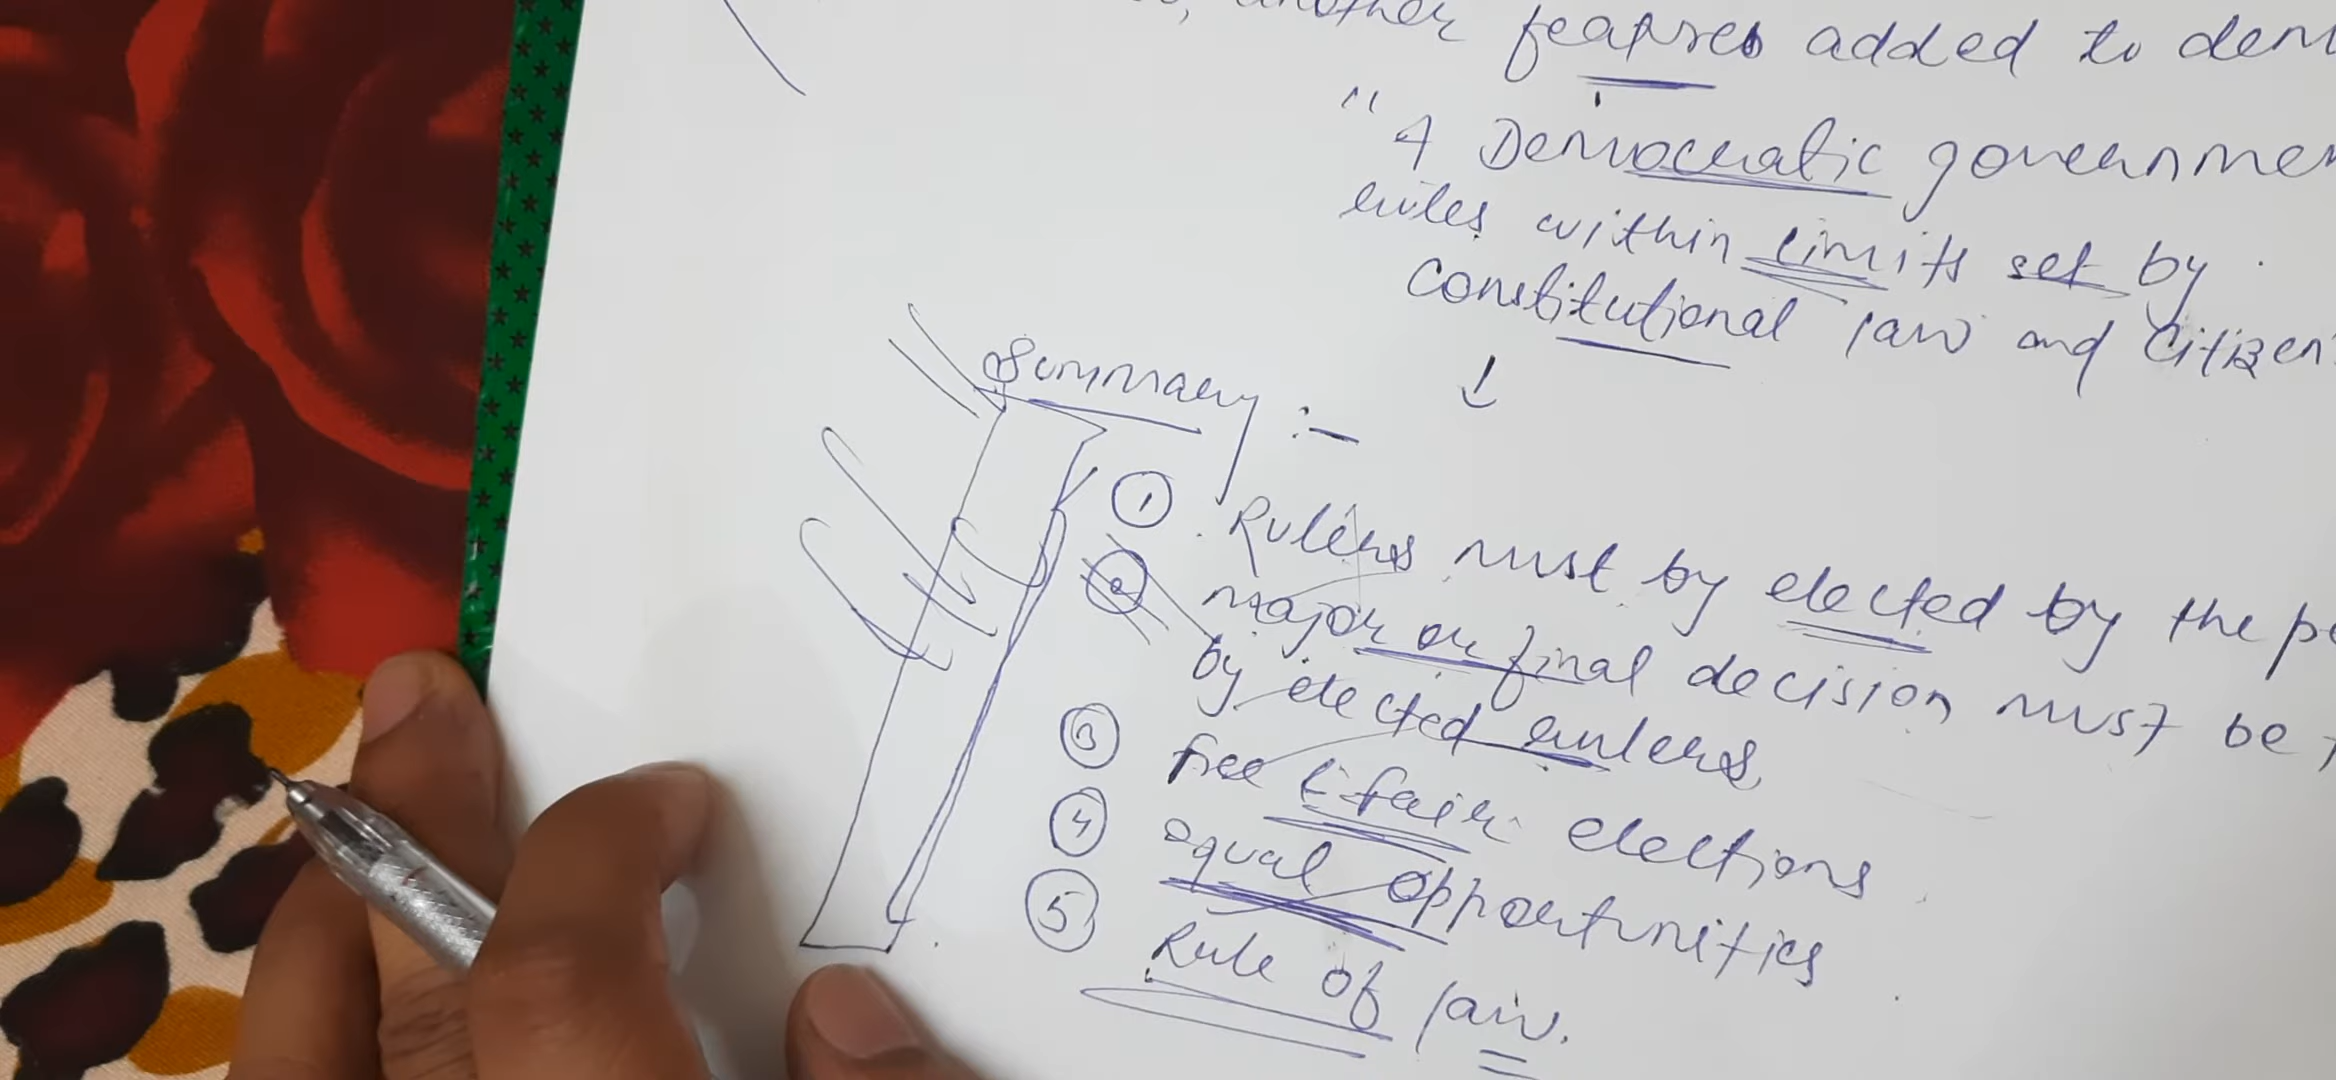 another features added to dem
"A Democratic governmen
rules within limits set by
constitutional law and citizen
Summary :-
① Rulers must by elected by the pe
② major or final decision must be
by elected rulers
③ free & fair elections
④ equal opportunities
⑤ Rule of law.